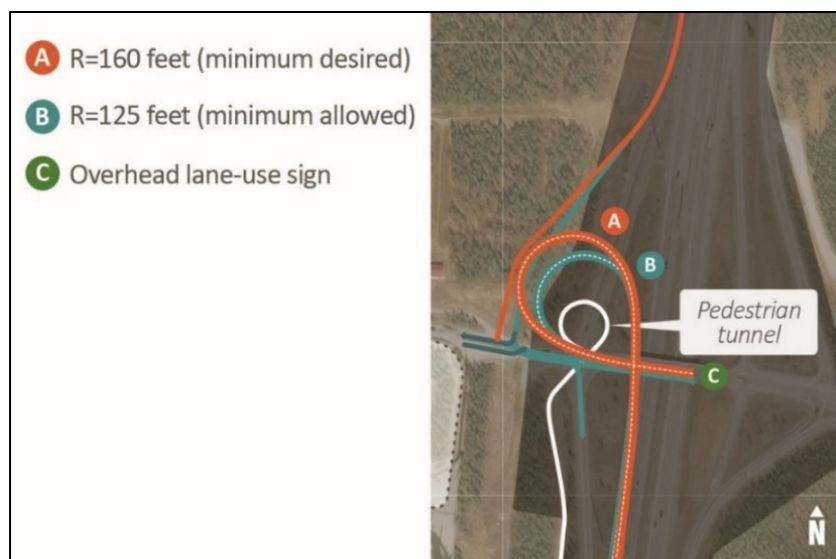 A R=160 feet (minimum desired)
B R=125 feet (minimum allowed)
C Overhead lane-use sign
A
B
Pedestrian
tunnel
C
N